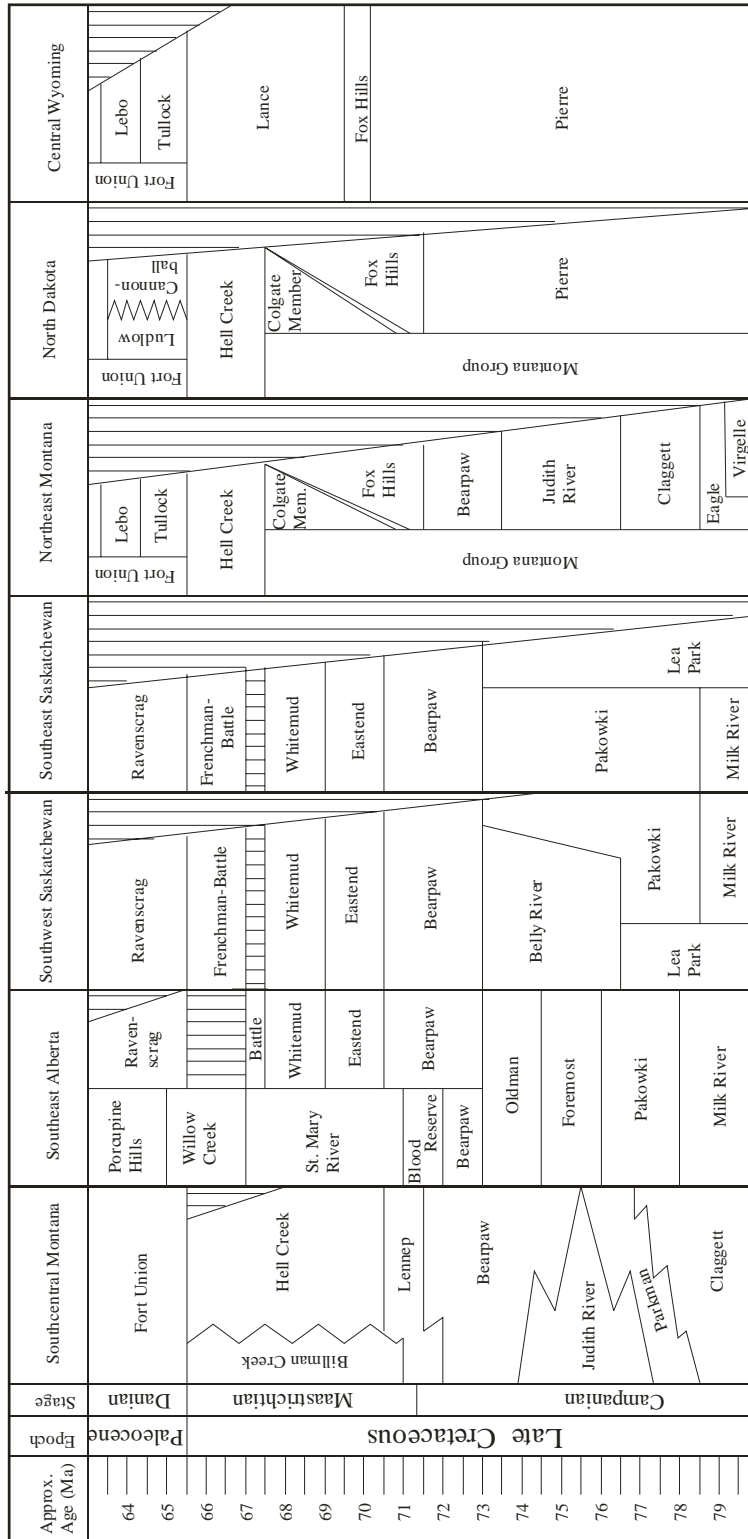 Approx.
Age (Ma)
64
65
66
67
68
69
70
71
72
73
74
75
76
77
78
79
Epoch
Paleocene
Late Cretaceous
Stage
Danian
Maastrichtian
Campanian
Southcentral Montana
Fort Union
Hell Creek
Billman Creek
Lennep
Bearpaw
Judith River
Parkman
Claggett
Southeast Alberta
Porcupine
Hills
Raven-
scrag
Willow
Creek
Battle
St. Mary
River
Whitemud
Eastend
Blood
Reserve
Bearpaw
Bearpaw
Oldman
Foremost
Pakowki
Milk River
Southwest Saskatchewan
Ravenscrag
Frenchman-Battle
Whitemud
Eastend
Bearpaw
Belly River
Lea
Park
Pakowki
Milk River
Southeast Saskatchewan
Ravenscrag
Frenchman-
Battle
Whitemud
Eastend
Bearpaw
Pakowki
Lea
Park
Milk River
Northeast Montana
Fort Union
Lebo
Tullock
Hell Creek
Colgate
Mem.
Fox
Hills
Montana Group
Bearpaw
Judith
River
Claggett
Eagle
Virgelle
North Dakota
Fort Union
Ludlow
Cannon-
ball
Hell Creek
Colgate
Member
Fox
Hills
Montana Group
Pierre
Central Wyoming
Fort Union
Lebo
Tullock
Lance
Fox Hills
Pierre